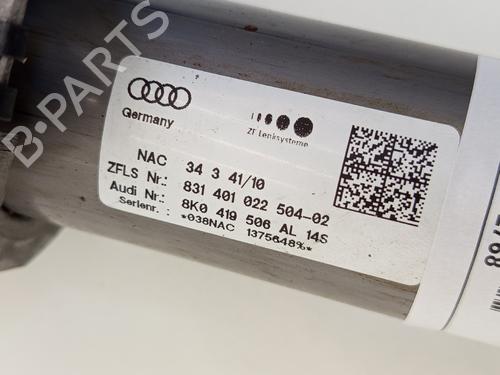 B-PARTS
Germany
ZF Lenksysteme
NAC 34 3 41/10
ZFLS Nr.: 831 401 022 504-02
Audi Nr.: 8K0 419 506 AL 14S
Serienr.: *038NAC 1375648%*